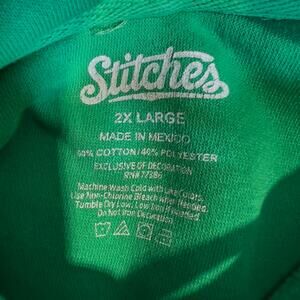 Stitches
2X LARGE
MADE IN MEXICO
60% COTTON/40% POLYESTER
EXCLUSIVE OF DECORATION
RN# 77386
Machine Wash Cold with Like Colors.
Use Non-Chlorine Bleach When Needed.
Tumble Dry Low. Low Iron if Needed.
Do Not Iron Decoration